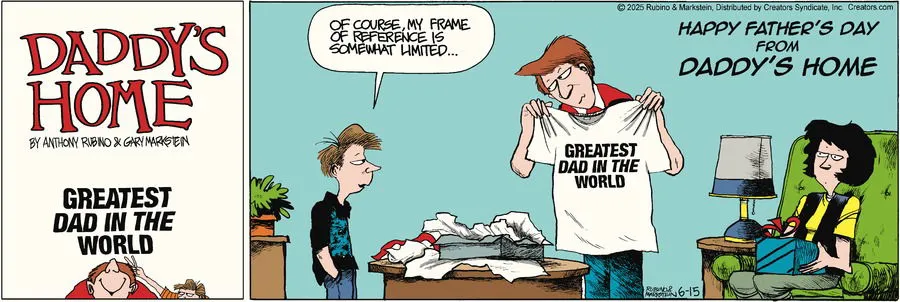 DADDY'S
HOME
BY ANTHONY RUBINO & GARY MARKSTEIN
GREATEST
DAD IN THE
WORLD
© 2025 Rubino & Markstein, Distributed by Creators Syndicate, Inc. Creators.com
OF COURSE, MY FRAME
OF REFERENCE IS
SOMEWHAT LIMITED...
HAPPY FATHER'S DAY
FROM
DADDY'S HOME
GREATEST
DAD IN THE
WORLD
RUBINO &
MARKSTEIN 6-15